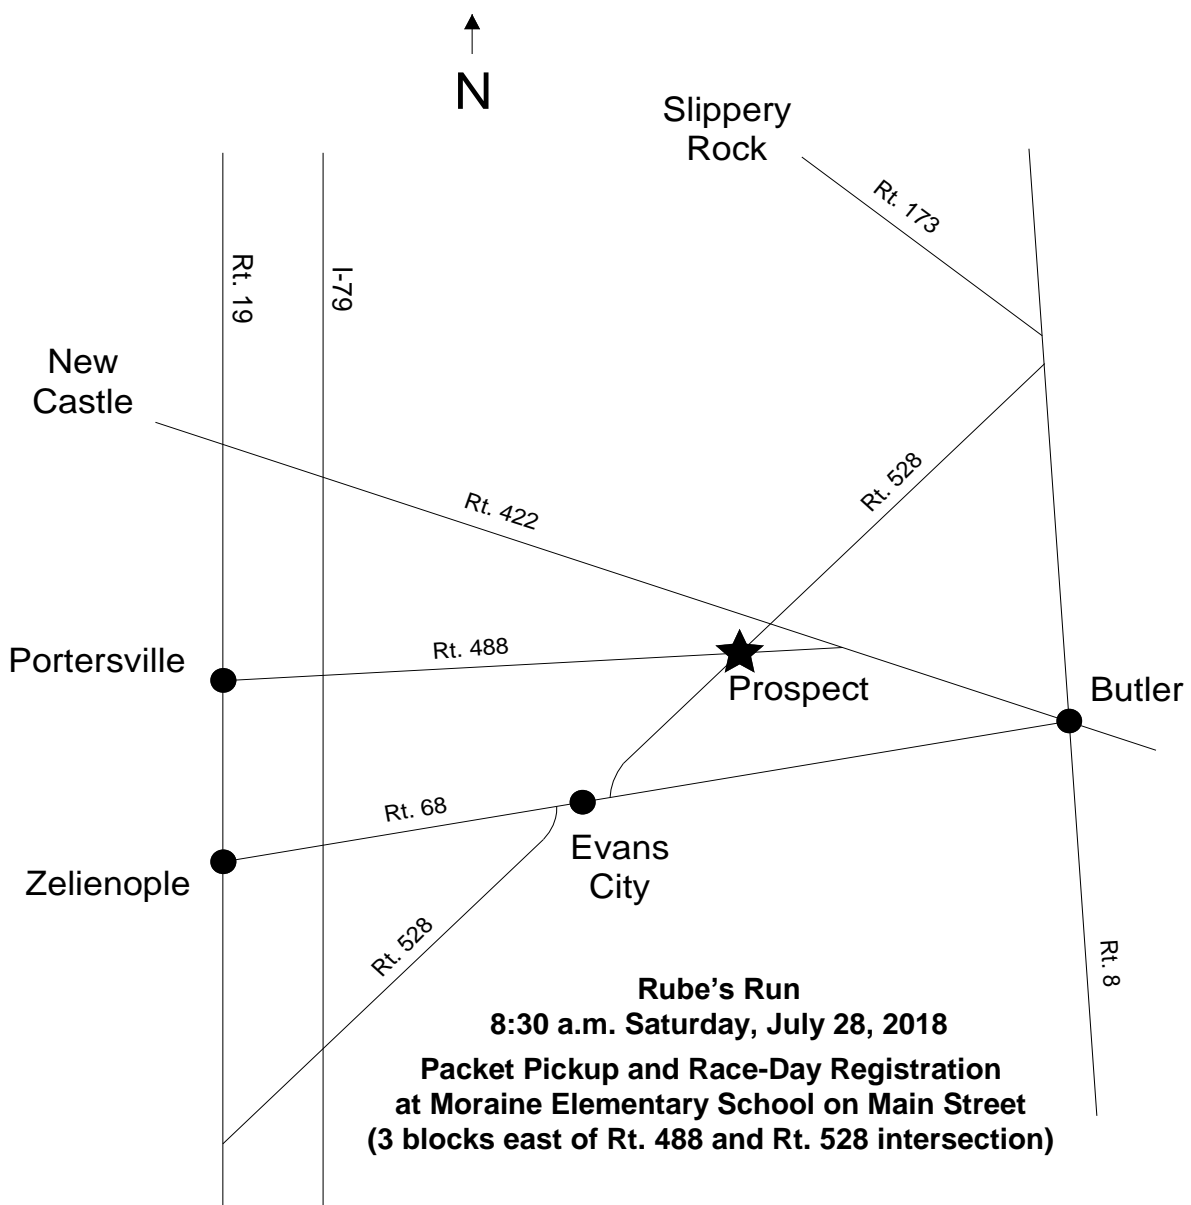 N
Slippery
Rock
Rt. 173
Rt. 19
I-79
New
Castle
Rt. 528
Rt. 422
Portersville
Rt. 488
Prospect
Butler
Rt. 68
Evans
City
Zelienople
Rt. 528
Rt. 8
Rube’s Run
8:30 a.m. Saturday, July 28, 2018
Packet Pickup and Race-Day Registration
at Moraine Elementary School on Main Street
(3 blocks east of Rt. 488 and Rt. 528 intersection)